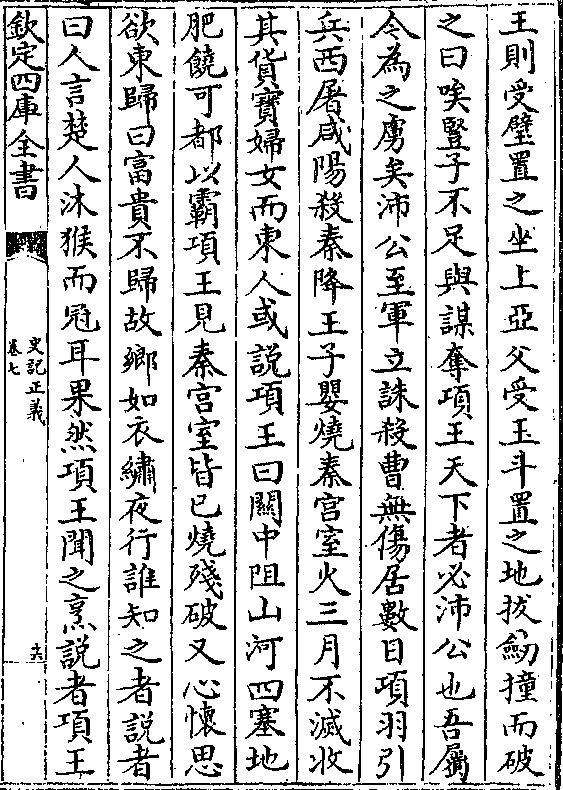 王則受璧置之坐上亞父受玉斗置之地拔劒撞而破
之曰唉豎子不足與謀奪項王天下者必沛公也吾屬
今為之虜矣沛公至軍立誅殺曹無傷居數日項羽引
兵西屠咸陽殺秦降王子嬰燒秦宮室火三月不滅收
其貨寶婦女而東人或說項王曰關中阻山河四塞地
肥饒可都以霸項王見秦宮室皆已燒殘破又心懷思
欲東歸曰富貴不歸故鄉如衣繡夜行誰知之者說者
曰人言楚人沐猴而冠耳果然項王聞之烹說者項王
欽定四庫全書
史記正義
卷七
十六